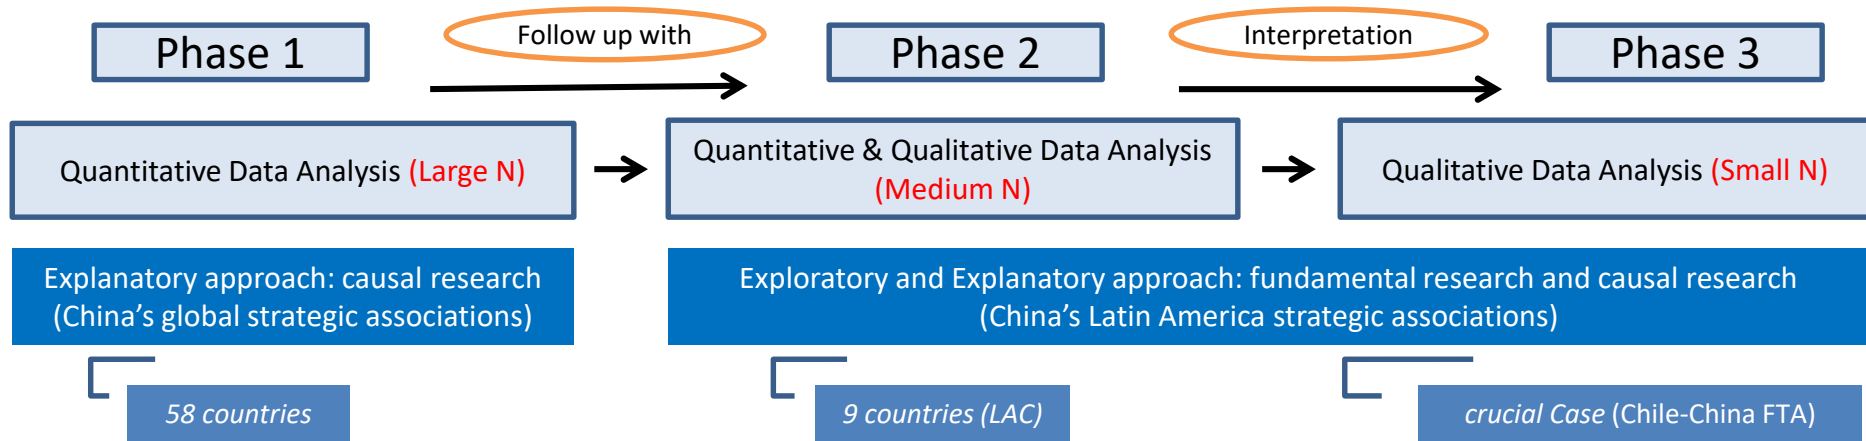 Phase 1
Follow up with
Phase 2
Interpretation
Phase 3
Quantitative Data Analysis (Large N)
Quantitative & Qualitative Data Analysis
(Medium N)
Qualitative Data Analysis (Small N)
Explanatory approach: causal research
(China’s global strategic associations)
Exploratory and Explanatory approach: fundamental research and causal research
(China’s Latin America strategic associations)
58 countries
9 countries (LAC)
crucial Case (Chile-China FTA)